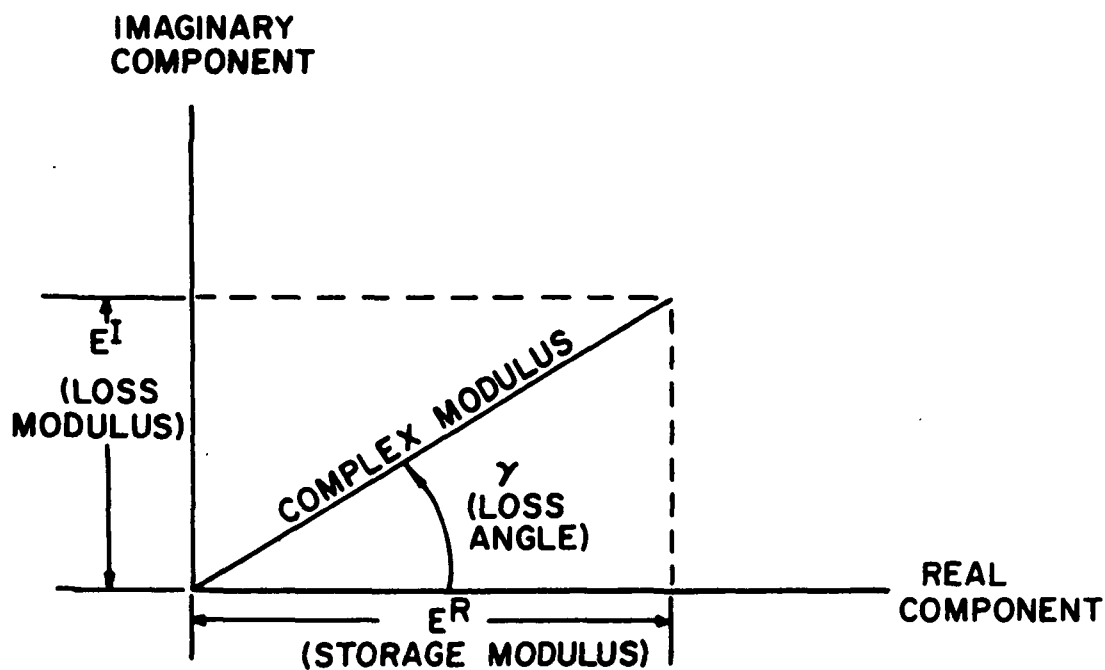 IMAGINARY
COMPONENT
E^I
(LOSS
MODULUS)
COMPLEX MODULUS
γ
(LOSS
ANGLE)
REAL
COMPONENT
E^R
(STORAGE MODULUS)